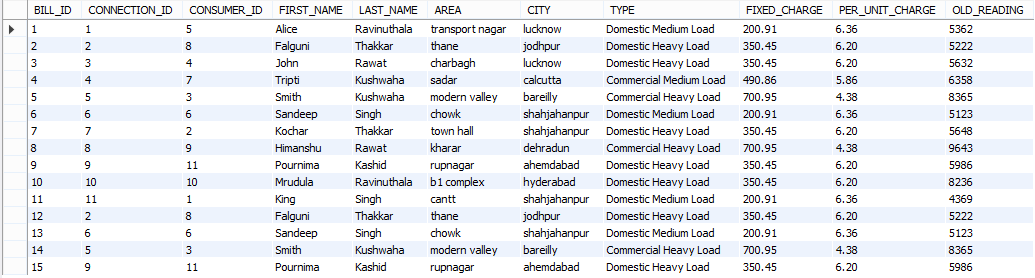 BILL_ID CONNECTION_ID CONSUMER_ID FIRST_NAME LAST_NAME AREA CITY TYPE FIXED_CHARGE PER_UNIT_CHARGE OLD_READING
1 1 5 Alice Ravinuthala transport nagar lucknow Domestic Medium Load 200.91 6.36 5362
2 2 8 Falguni Thakkar thane jodhpur Domestic Heavy Load 350.45 6.20 5222
3 3 4 John Rawat charbagh lucknow Domestic Heavy Load 350.45 6.20 5632
4 4 7 Tripti Kushwaha sadar calcutta Commercial Medium Load 490.86 5.86 6358
5 5 3 Smith Kushwaha modern valley bareilly Commercial Heavy Load 700.95 4.38 8365
6 6 6 Sandeep Singh chowk shahjahanpur Domestic Medium Load 200.91 6.36 5123
7 7 2 Kochar Thakkar town hall shahjahanpur Domestic Heavy Load 350.45 6.20 5648
8 8 9 Himanshu Rawat kharar dehradun Commercial Heavy Load 700.95 4.38 9643
9 9 11 Pournima Kashid rupnagar ahemdabad Domestic Heavy Load 350.45 6.20 5986
10 10 10 Mrudula Ravinuthala b1 complex hyderabad Domestic Heavy Load 350.45 6.20 8236
11 11 1 King Singh cantt shahjahanpur Domestic Medium Load 200.91 6.36 4369
12 2 8 Falguni Thakkar thane jodhpur Domestic Heavy Load 350.45 6.20 5222
13 6 6 Sandeep Singh chowk shahjahanpur Domestic Medium Load 200.91 6.36 5123
14 5 3 Smith Kushwaha modern valley bareilly Commercial Heavy Load 700.95 4.38 8365
15 9 11 Pournima Kashid rupnagar ahemdabad Domestic Heavy Load 350.45 6.20 5986